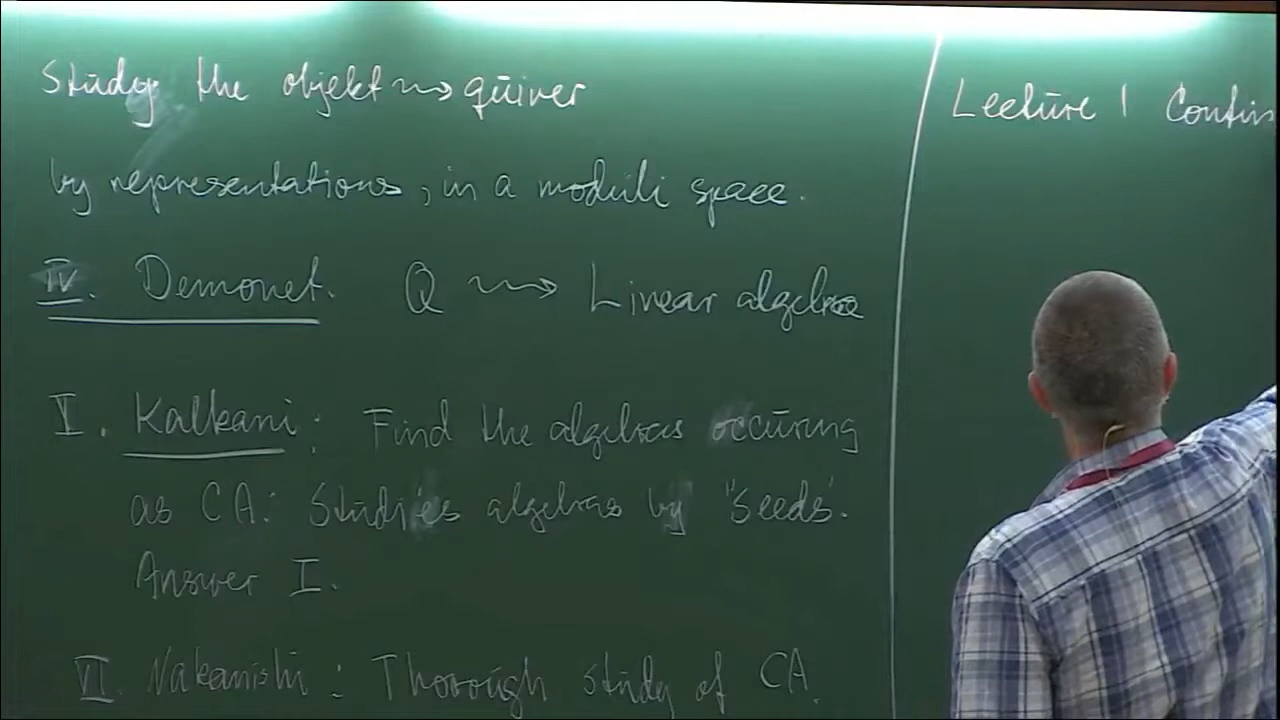 Study the objekt ⇝ quiver
by representations, in a moduli space.
IV. Demonet. Q ⇝ Linear algebra
V. Kalkani: Find the algebras occuring
as CA: Studies algebras by "seeds".
Answer I.
VI. Nakanishi: Thorough study of CA.
Lecture 1 Contin